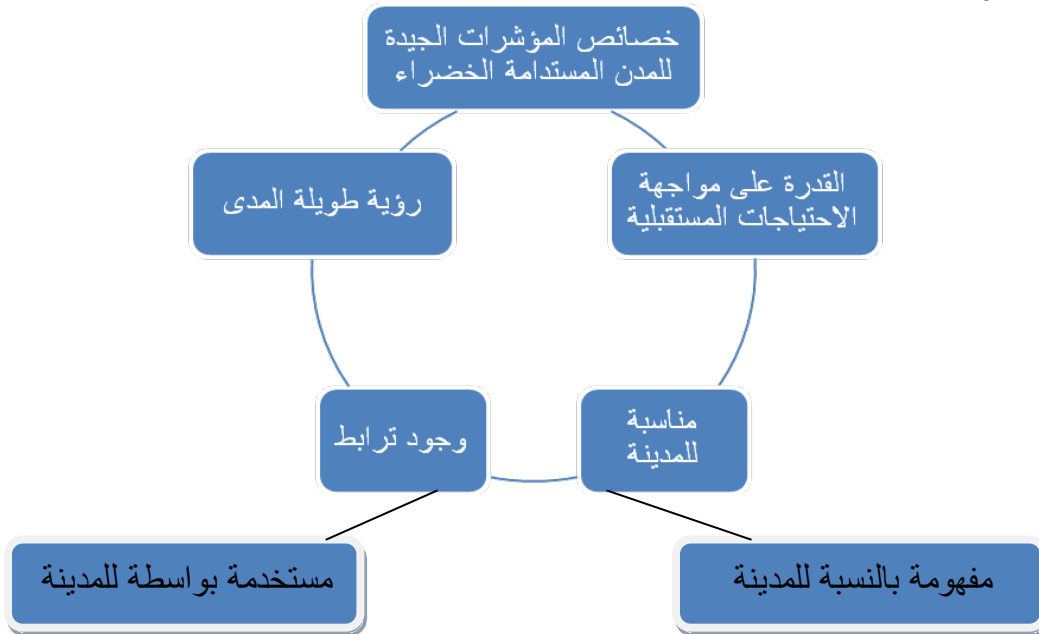 خصائص المؤشرات الجيدة
للمدن المستدامة الخضراء
القدرة على مواجهة
الاحتياجات المستقبلية
رؤية طويلة المدى
مناسبة
للمدينة
وجود ترابط
مفهومة بالنسبة للمدينة
مستخدمة بواسطة للمدينة